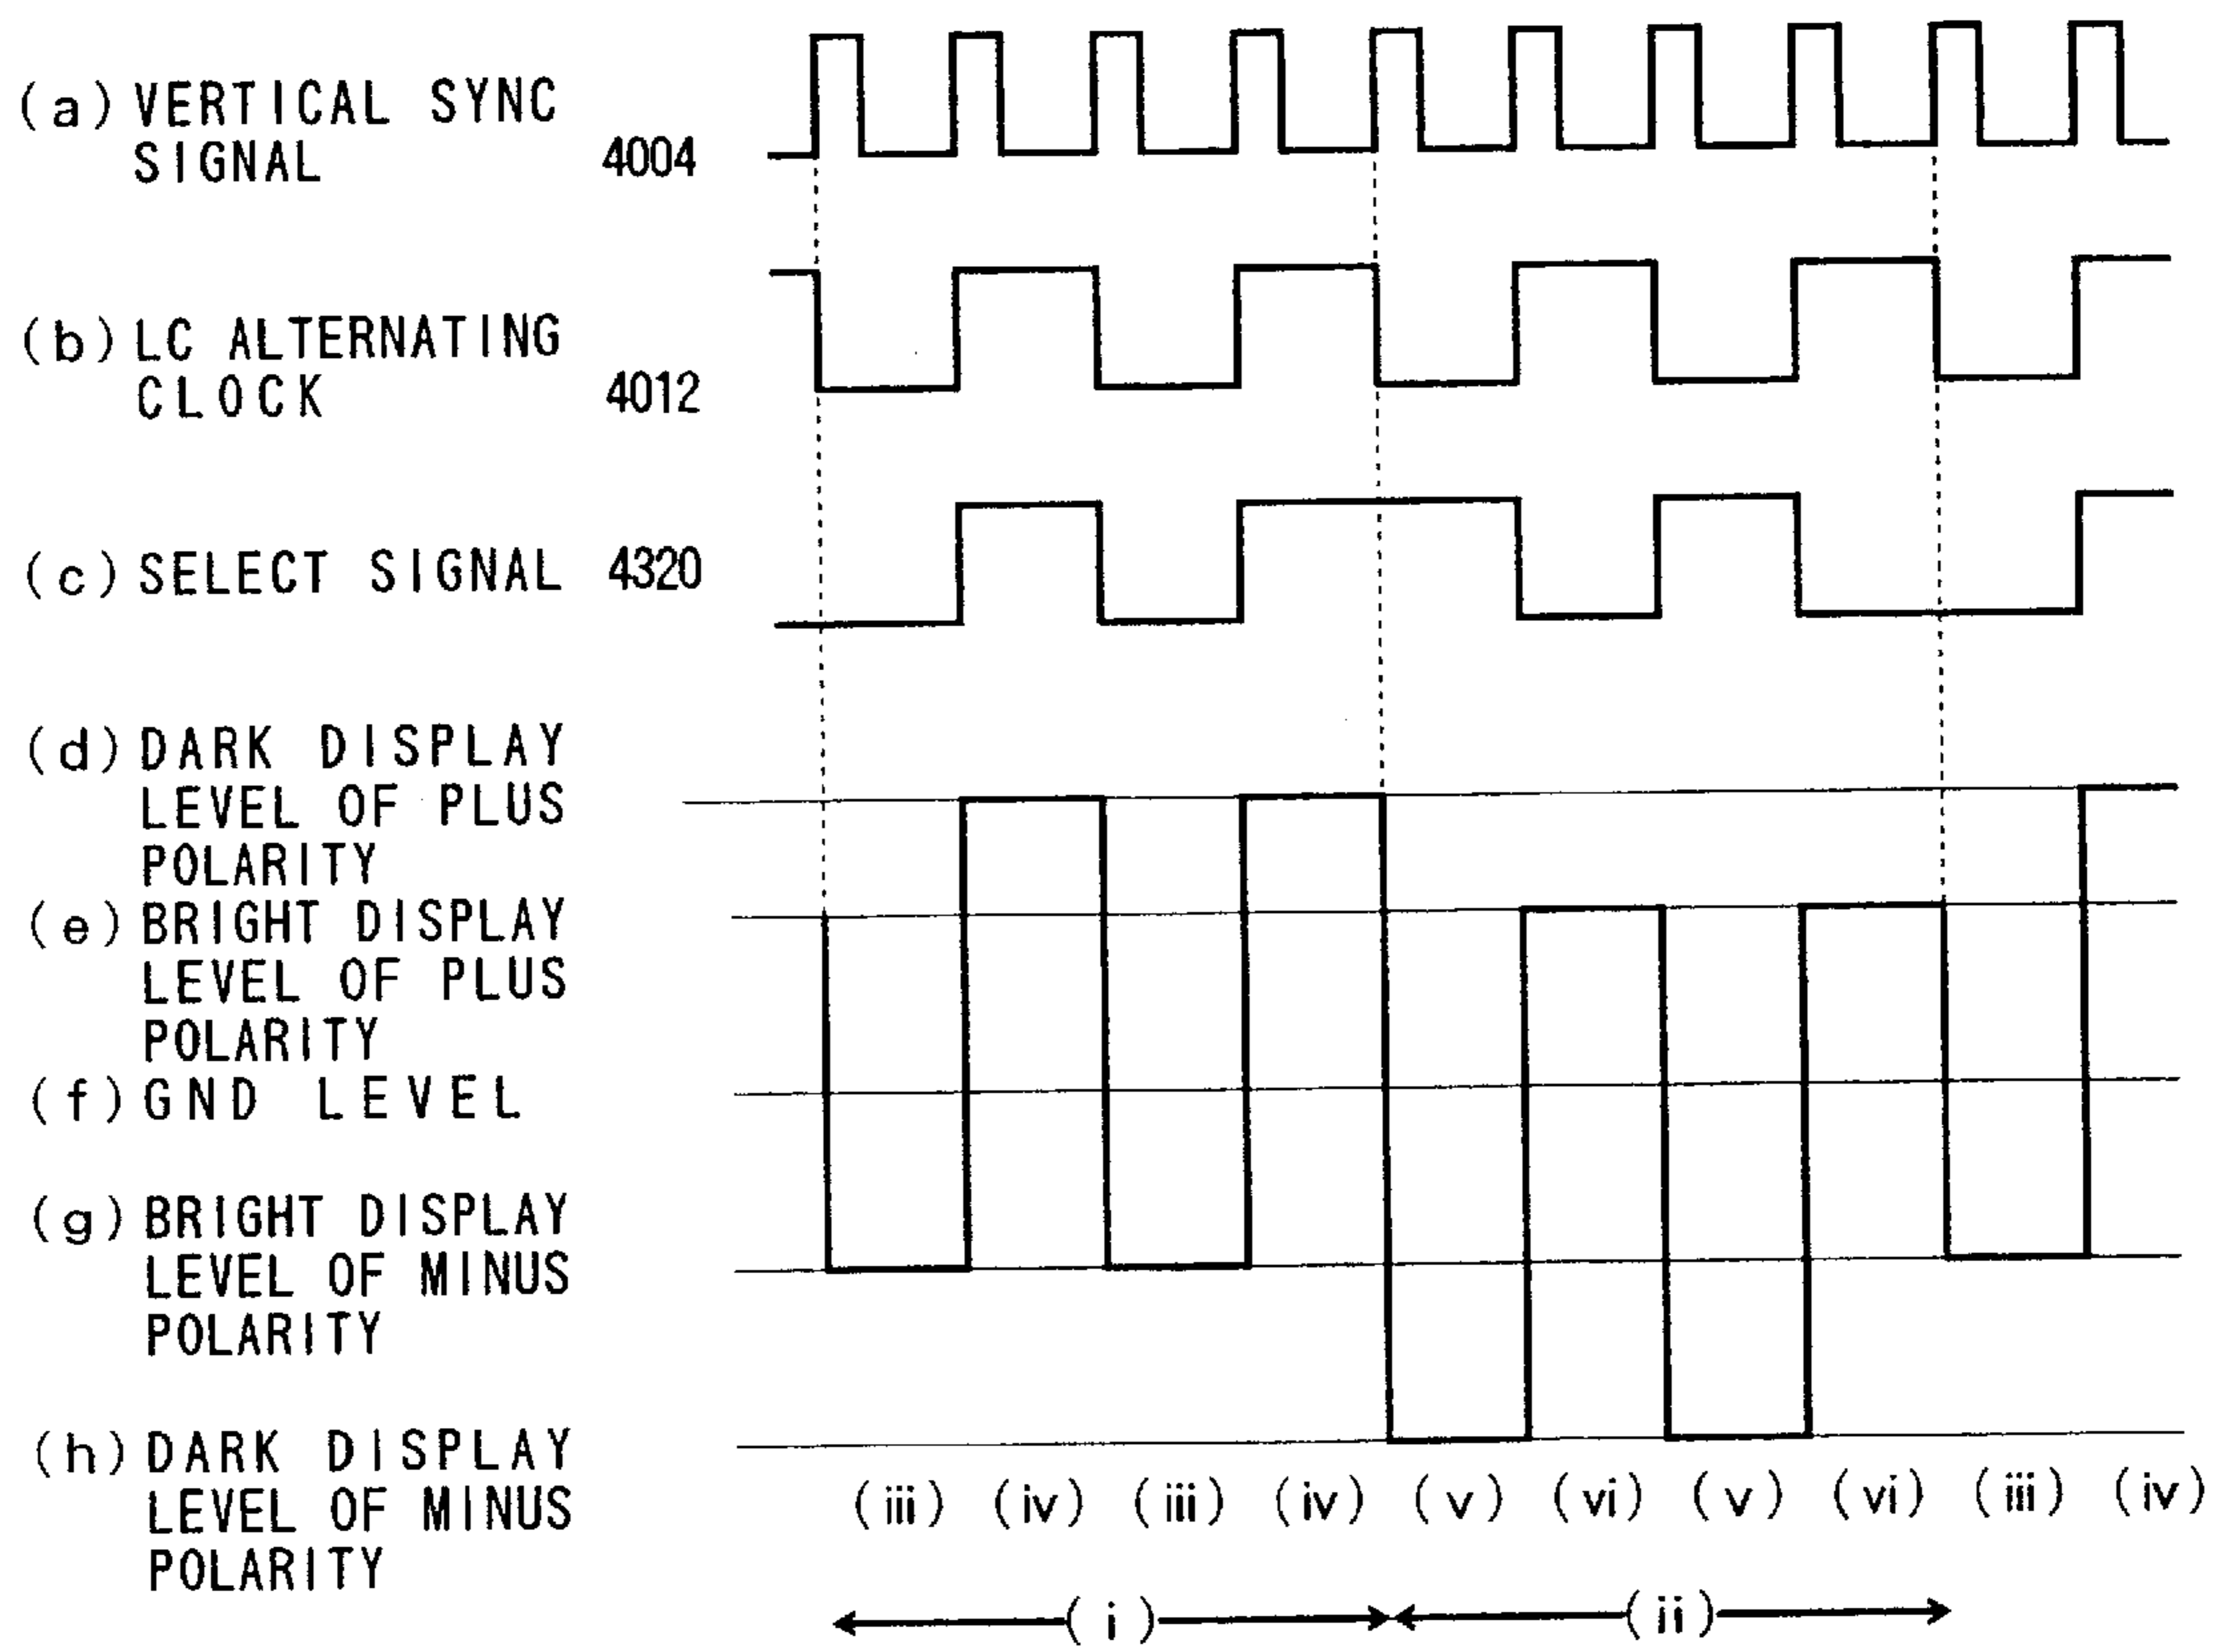 (a) VERTICAL SYNC
SIGNAL 4004
(b) LC ALTERNATING
CLOCK 4012
(c) SELECT SIGNAL 4320
(d) DARK DISPLAY
LEVEL OF PLUS
POLARITY
(e) BRIGHT DISPLAY
LEVEL OF PLUS
POLARITY
(f) GND LEVEL
(g) BRIGHT DISPLAY
LEVEL OF MINUS
POLARITY
(h) DARK DISPLAY
LEVEL OF MINUS
POLARITY
(iii) (iv) (iii) (iv) (v) (vi) (v) (vi) (iii) (iv)
(i) (ii)